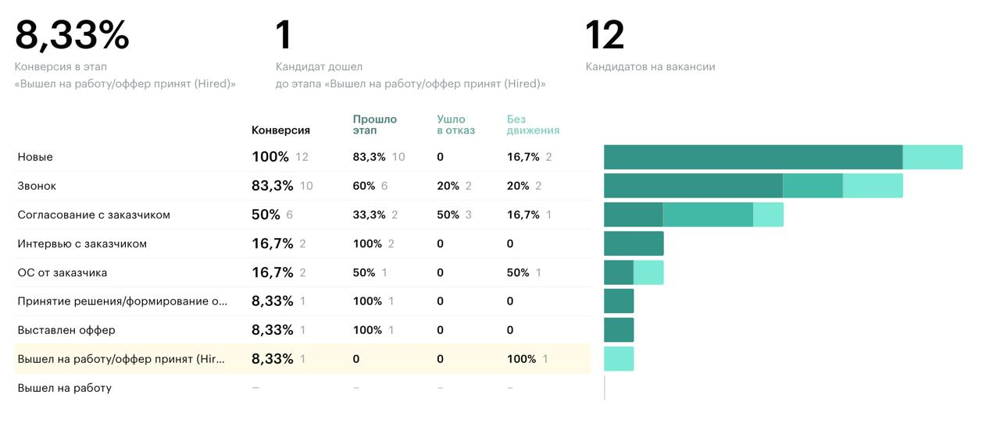 8,33%
1
12
Конверсия в этап
Кандидат дошел
Кандидатов на вакансии
«Вышел на работу/оффер принят (Hired)»
до этапа «Вышел на работу/оффер принят (Hired)»
Конверсия
Прошло этап
Ушло в отказ
Без движения
Новые 100% 12 83,3% 10 0 16,7% 2
Звонок 83,3% 10 60% 6 20% 2 20% 2
Согласование с заказчиком 50% 6 33,3% 2 50% 3 16,7% 1
Интервью с заказчиком 16,7% 2 100% 2 0 0
ОС от заказчика 16,7% 2 50% 1 0 50% 1
Принятие решения/формирование о... 8,33% 1 100% 1 0 0
Выставлен оффер 8,33% 1 100% 1 0 0
Вышел на работу/оффер принят (Hir... 8,33% 1 0 0 100% 1
Вышел на работу – – – –